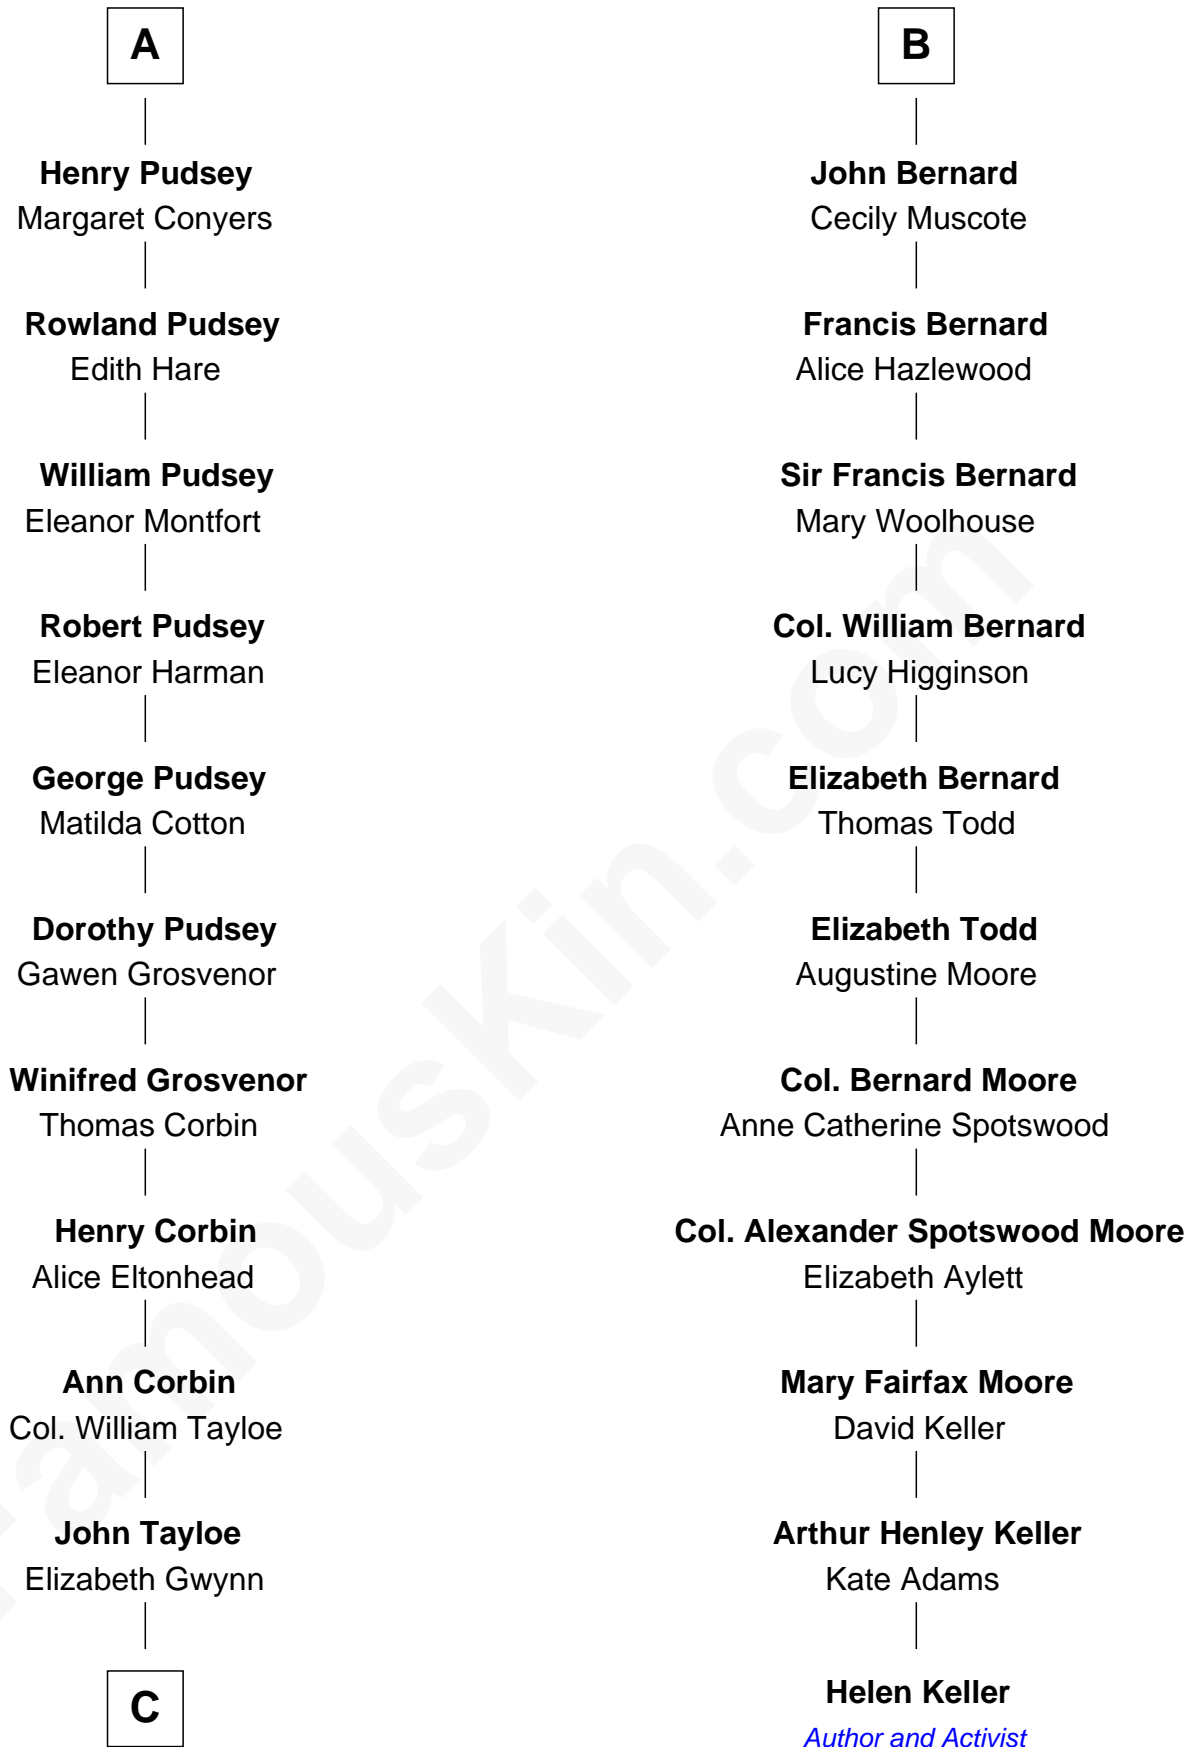 A
Henry Pudsey
Margaret Conyers
Rowland Pudsey
Edith Hare
William Pudsey
Eleanor Montfort
Robert Pudsey
Eleanor Harman
George Pudsey
Matilda Cotton
Dorothy Pudsey
Gawen Grosvenor
Winifred Grosvenor
Thomas Corbin
Henry Corbin
Alice Eltonhead
Ann Corbin
Col. William Tayloe
John Tayloe
Elizabeth Gwynn
C
B
John Bernard
Cecily Muscote
Francis Bernard
Alice Hazlewood
Sir Francis Bernard
Mary Woolhouse
Col. William Bernard
Lucy Higginson
Elizabeth Bernard
Thomas Todd
Elizabeth Todd
Augustine Moore
Col. Bernard Moore
Anne Catherine Spotswood
Col. Alexander Spotswood Moore
Elizabeth Aylett
Mary Fairfax Moore
David Keller
Arthur Henley Keller
Kate Adams
Helen Keller
Author and Activist
FamousKin.com